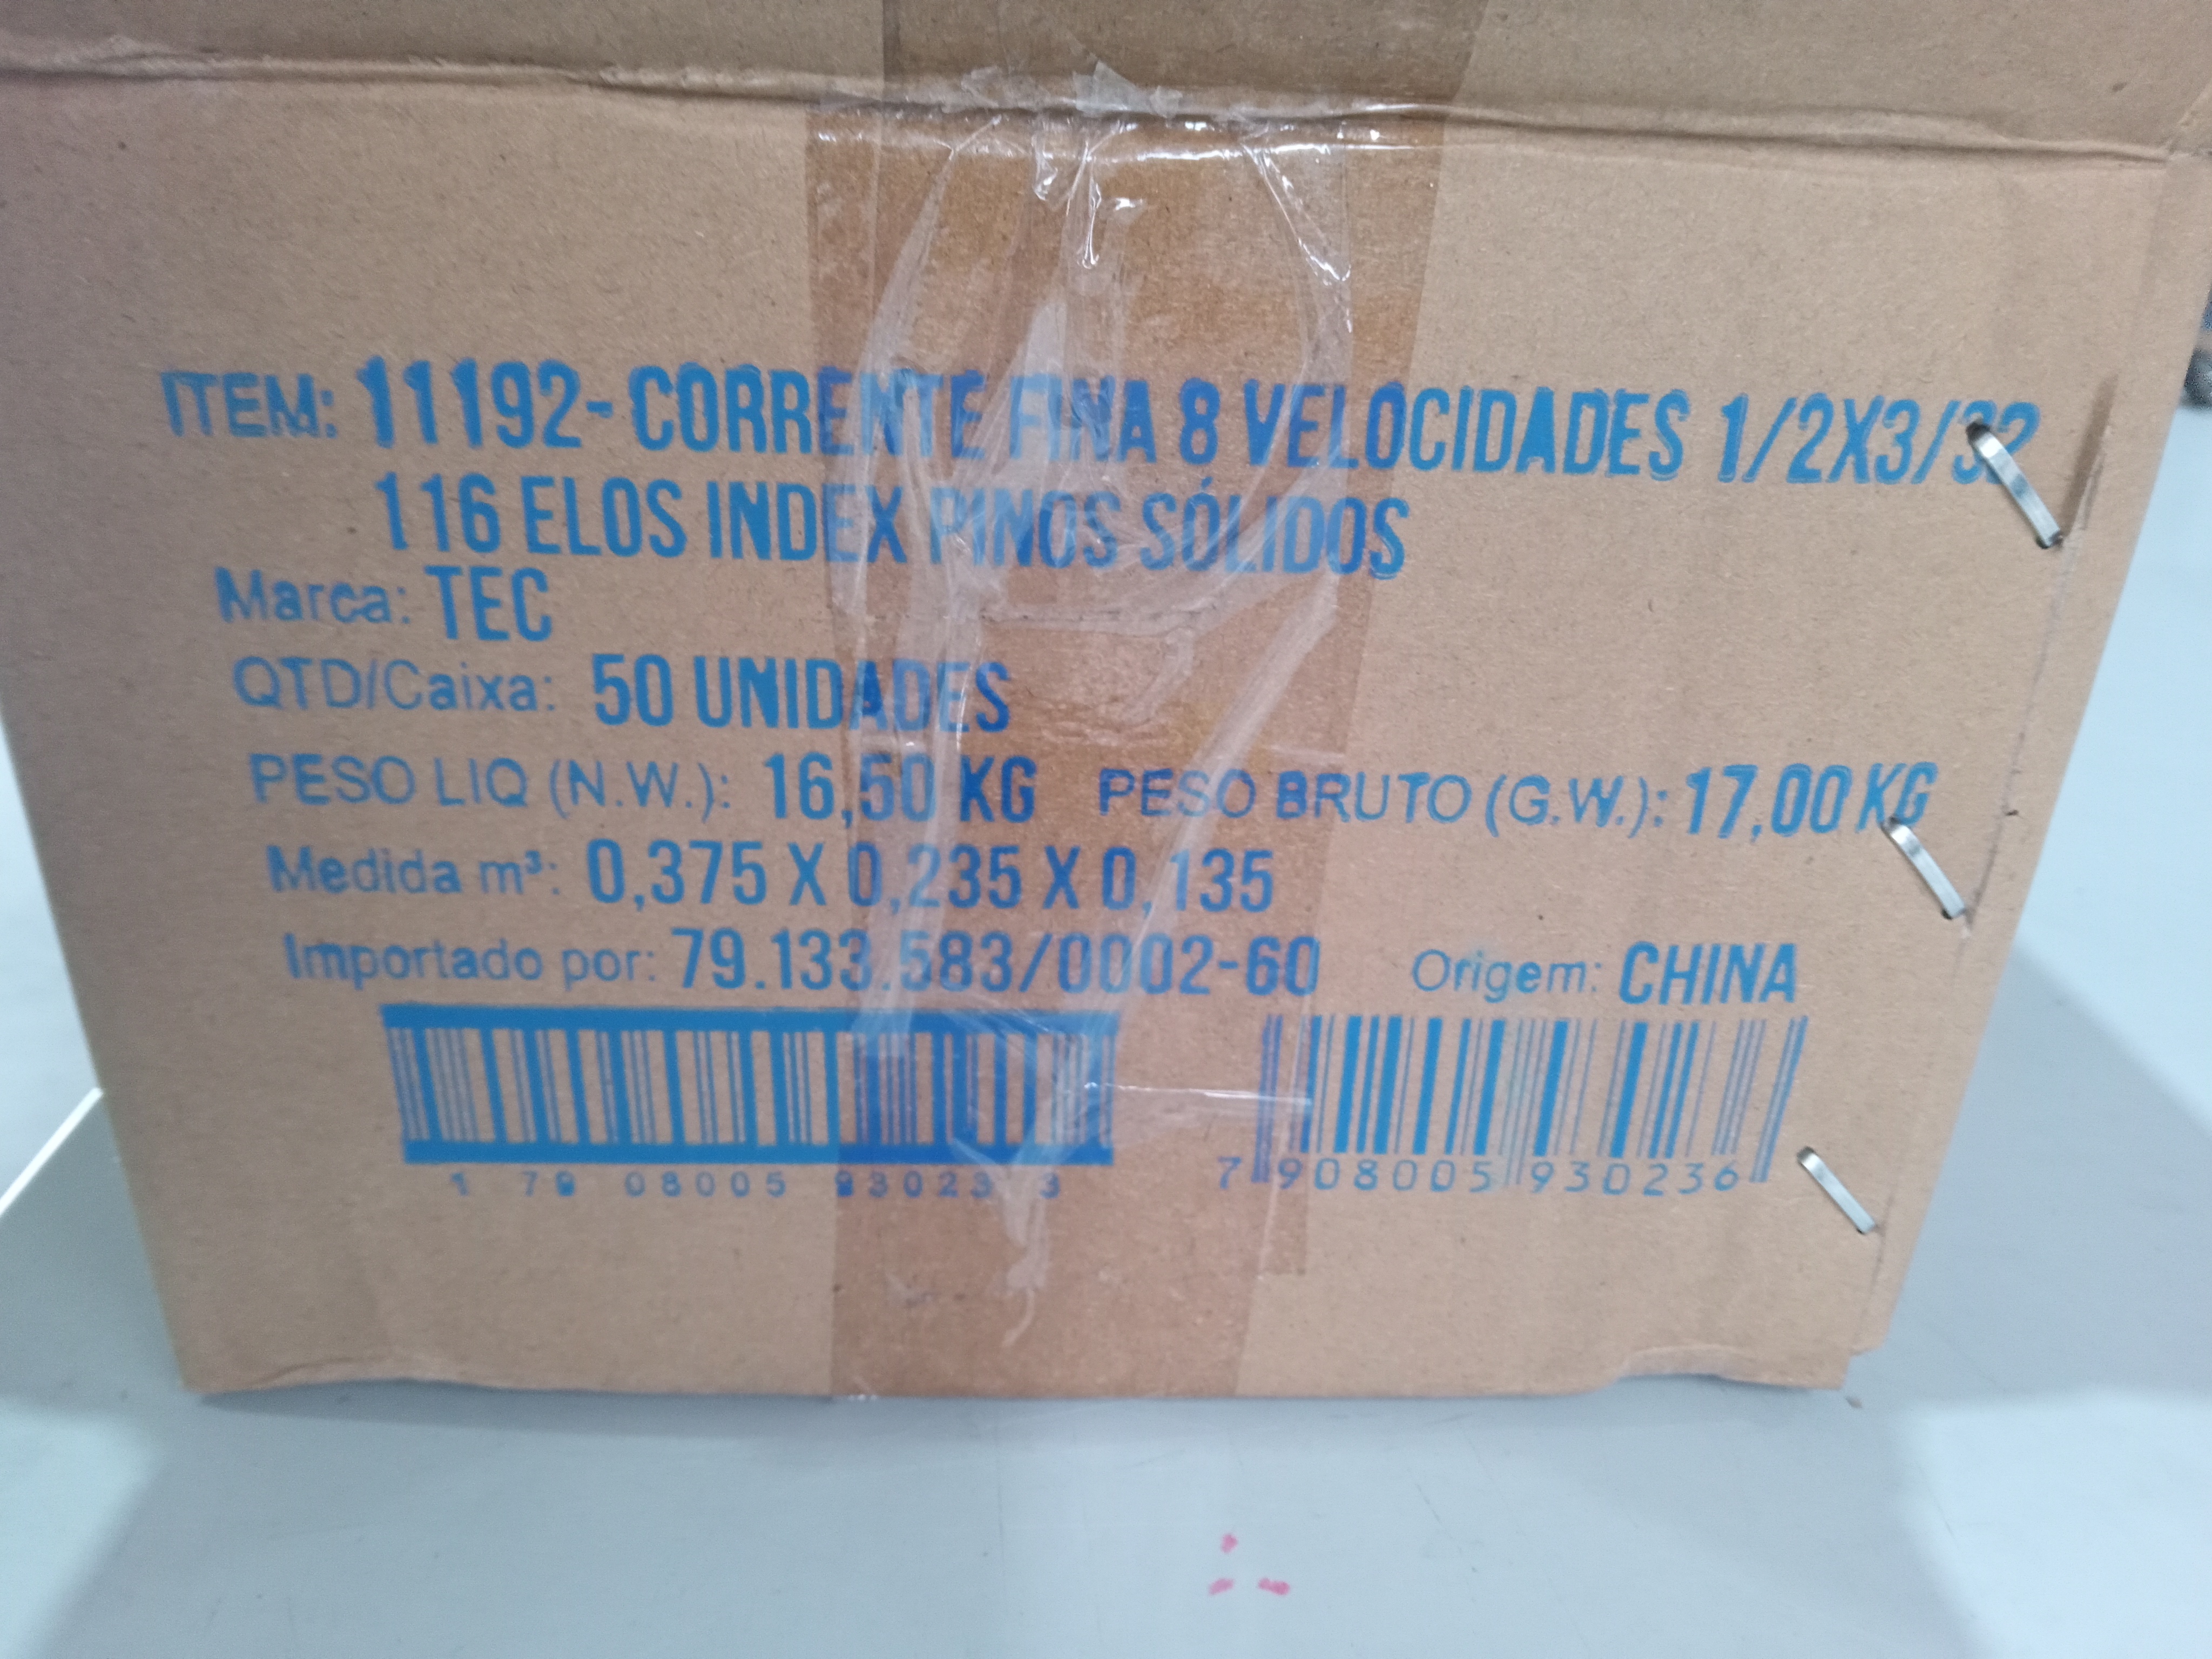 ITEM: 11192-CORRENTE FINA 8 VELOCIDADES 1/2X3/32
116 ELOS INDEX PINOS SÓLIDOS
Marca: TEC
QTD/Caixa: 50 UNIDADES
PESO LIQ (N.W.): 16,50 KG PESO BRUTO (G.W.): 17,00 KG
Medida m³: 0,375 X 0,235 X 0,135
Importado por: 79.133.583/0002-60 Origem: CHINA
1 79 08005 93023 3 7 908005 930236